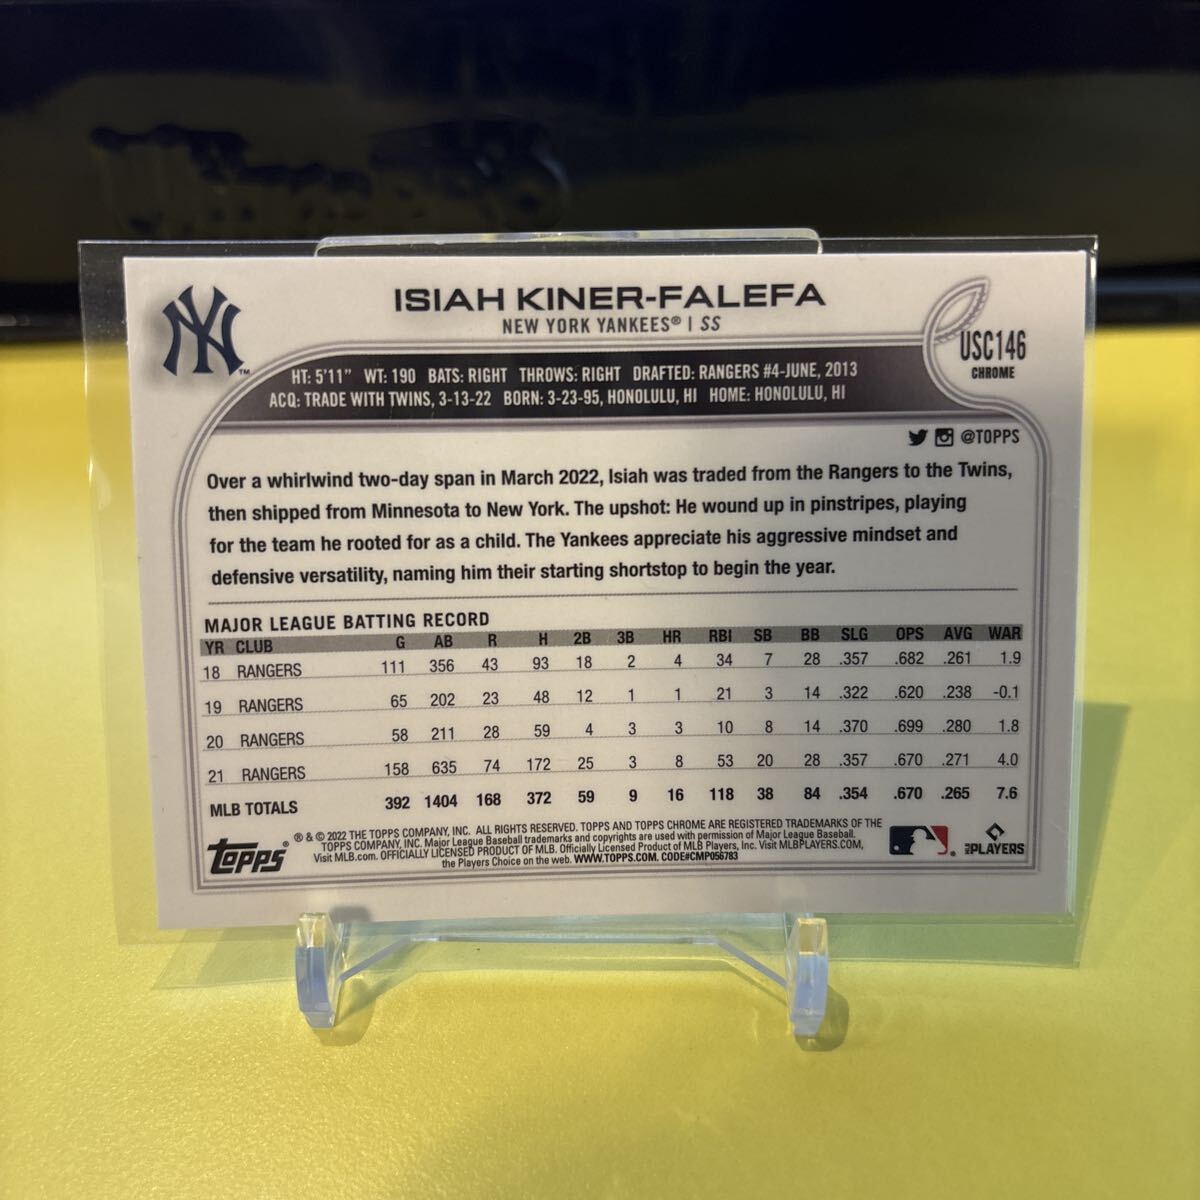 NY
TM
ISIAH KINER-FALEFA
NEW YORK YANKEES® | SS
USC146
CHROME
HT: 5'11" WT: 190 BATS: RIGHT THROWS: RIGHT DRAFTED: RANGERS #4-JUNE, 2013
ACQ: TRADE WITH TWINS, 3-13-22 BORN: 3-23-95, HONOLULU, HI HOME: HONOLULU, HI
@TOPPS
Over a whirlwind two-day span in March 2022, Isiah was traded from the Rangers to the Twins,
then shipped from Minnesota to New York. The upshot: He wound up in pinstripes, playing
for the team he rooted for as a child. The Yankees appreciate his aggressive mindset and
defensive versatility, naming him their starting shortstop to begin the year.
MAJOR LEAGUE BATTING RECORD
YR CLUB G AB R H 2B 3B HR RBI SB BB SLG OPS AVG WAR
18 RANGERS 111 356 43 93 18 2 4 34 7 28 .357 .682 .261 1.9
19 RANGERS 65 202 23 48 12 1 1 21 3 14 .322 .620 .238 -0.1
20 RANGERS 58 211 28 59 4 3 3 10 8 14 .370 .699 .280 1.8
21 RANGERS 158 635 74 172 25 3 8 53 20 28 .357 .670 .271 4.0
MLB TOTALS 392 1404 168 372 59 9 16 118 38 84 .354 .670 .265 7.6
topps®
® & © 2022 THE TOPPS COMPANY, INC. ALL RIGHTS RESERVED. TOPPS AND TOPPS CHROME ARE REGISTERED TRADEMARKS OF THE
TOPPS COMPANY, INC. Major League Baseball trademarks and copyrights are used with permission of Major League Baseball.
Visit MLB.com. OFFICIALLY LICENSED PRODUCT OF MLB. Officially Licensed Product of MLB Players, Inc. Visit MLBPLAYERS.COM,
the Players Choice on the web. WWW.TOPPS.COM. CODE#CMP056783
MLB PLAYERS